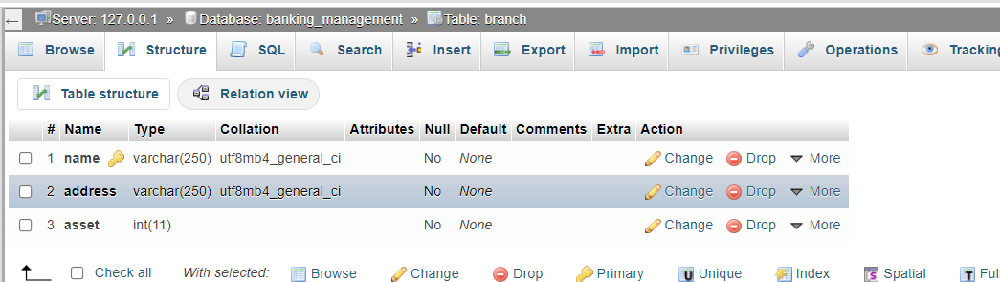 ← Server: 127.0.0.1 » Database: banking_management » Table: branch
Browse Structure SQL Search Insert Export Import Privileges Operations Tracking
Table structure Relation view
# Name Type Collation Attributes Null Default Comments Extra Action
1 name varchar(250) utf8mb4_general_ci No None Change Drop More
2 address varchar(250) utf8mb4_general_ci No None Change Drop More
3 asset int(11) No None Change Drop More
Check all With selected: Browse Change Drop Primary Unique Index Spatial Ful